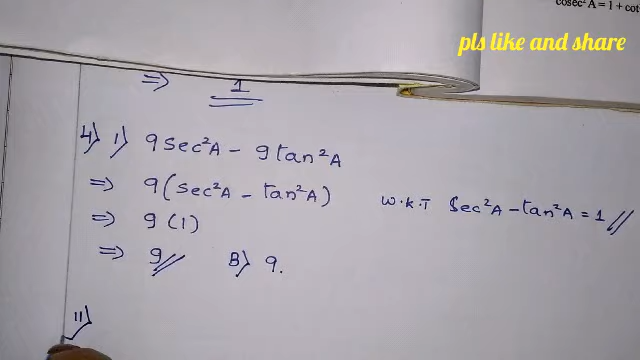 cosec²A = 1 + cot
pls like and share
⇒ 1
4) i) 9 sec²A - 9 tan²A
⇒ 9 (sec²A - tan²A) W.K.T Sec²A - tan²A = 1 //
⇒ 9 (1)
⇒ 9 // B) 9.
ii)